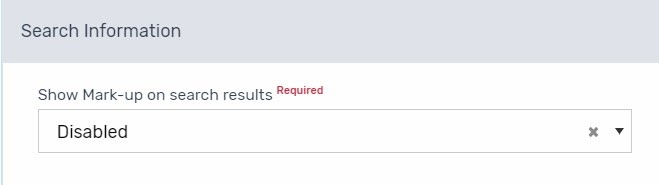 Search Information
Show Mark-up on search results Required
Disabled